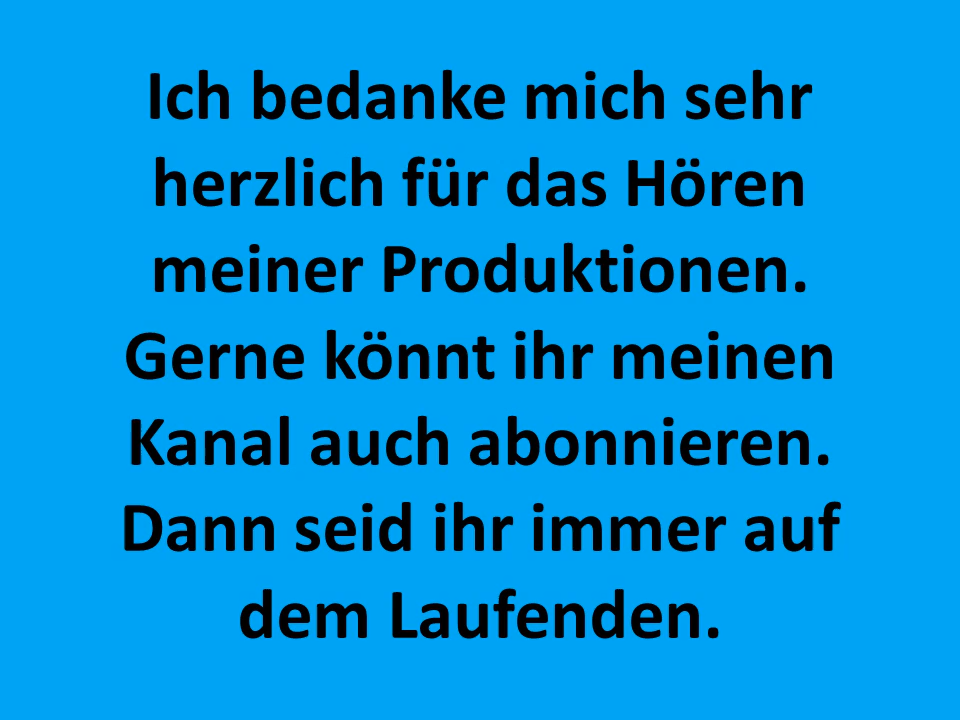 Ich bedanke mich sehr
herzlich für das Hören
meiner Produktionen.
Gerne könnt ihr meinen
Kanal auch abonnieren.
Dann seid ihr immer auf
dem Laufenden.